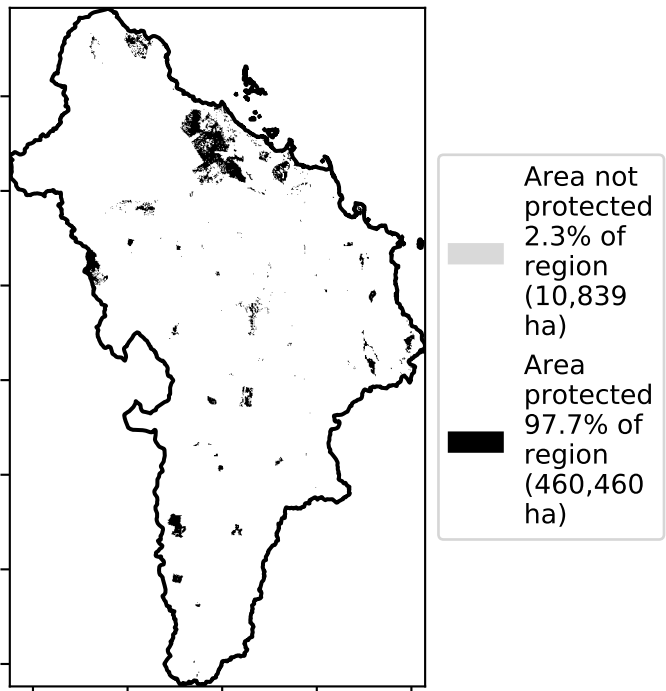 Area not
protected
2.3% of
region
(10,839
ha)
Area
protected
97.7% of
region
(460,460
ha)